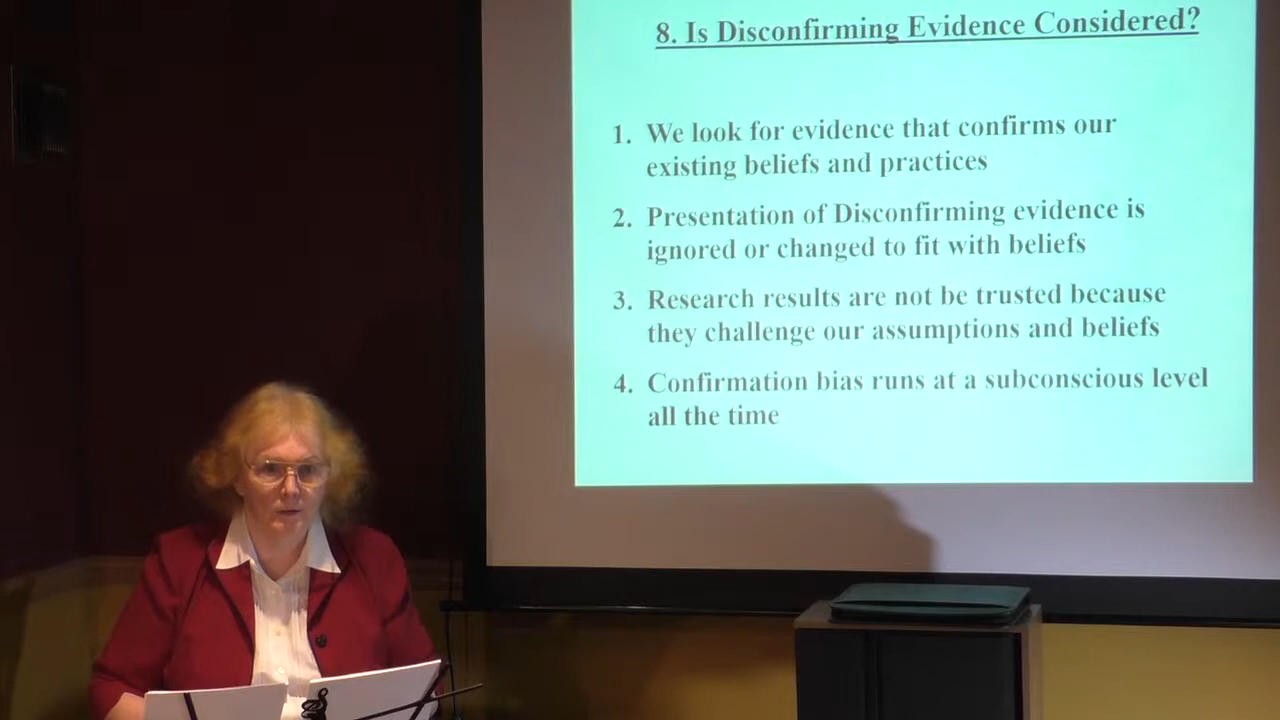 8. Is Disconfirming Evidence Considered?
1. We look for evidence that confirms our
existing beliefs and practices
2. Presentation of Disconfirming evidence is
ignored or changed to fit with beliefs
3. Research results are not be trusted because
they challenge our assumptions and beliefs
4. Confirmation bias runs at a subconscious level
all the time